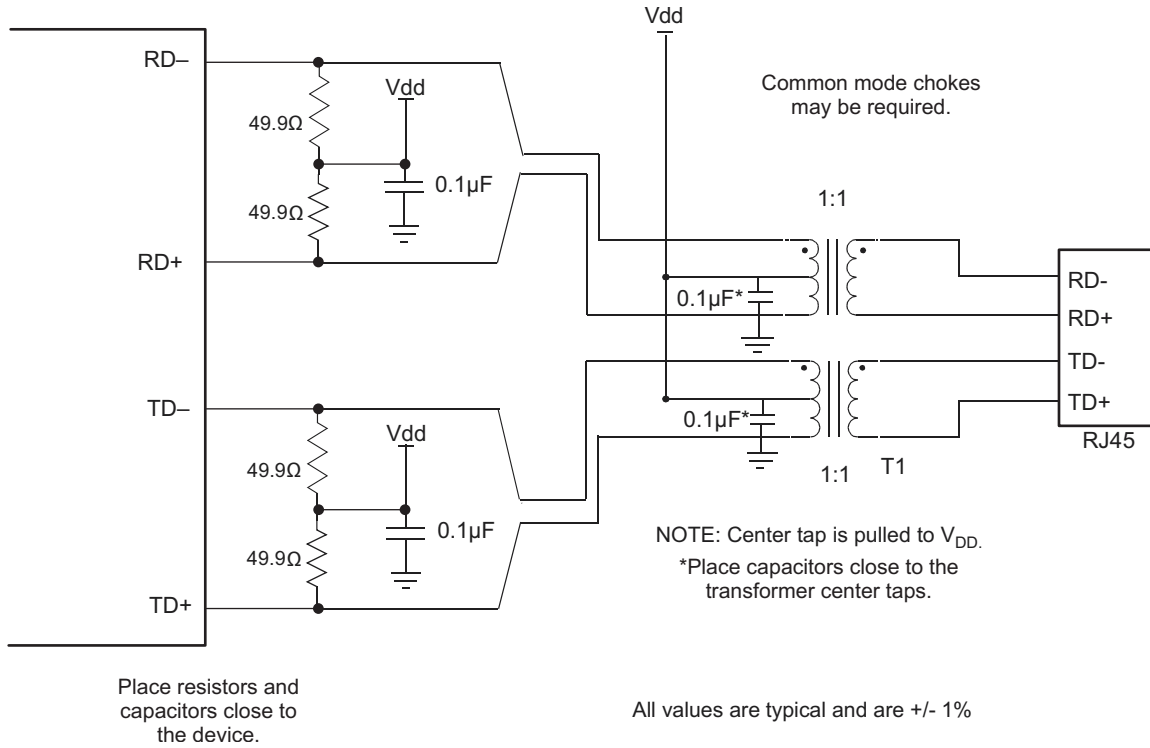 Vdd
RD–
Vdd
Common mode chokes
may be required.
49.9Ω
0.1µF
49.9Ω
1:1
RD+
0.1µF*
RD-
RD+
TD-
TD+
RJ45
TD–
Vdd
0.1µF*
1:1
T1
49.9Ω
0.1µF
49.9Ω
TD+
NOTE: Center tap is pulled to VDD.
*Place capacitors close to the
transformer center taps.
Place resistors and
capacitors close to
the device.
All values are typical and are +/- 1%